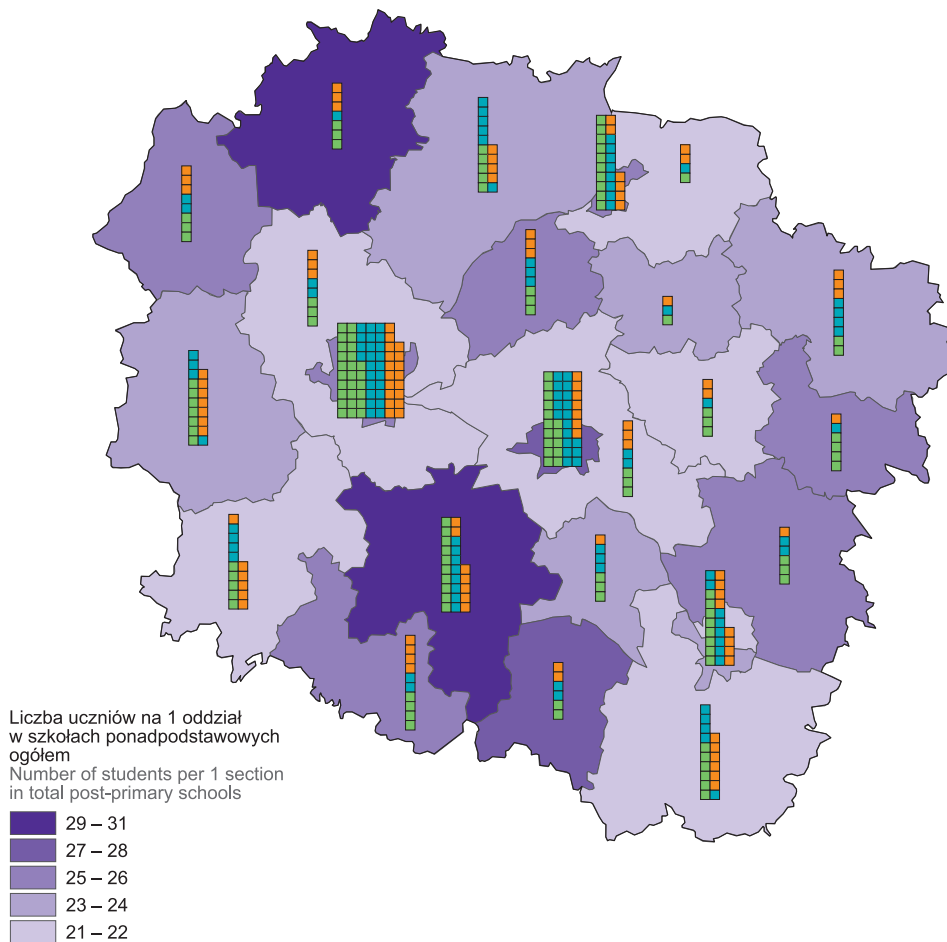 Liczba uczniów na 1 oddział
w szkołach ponadpodstawowych
ogółem
Number of students per 1 section
in total post-primary schools
29 – 31
27 – 28
25 – 26
23 – 24
21 – 22